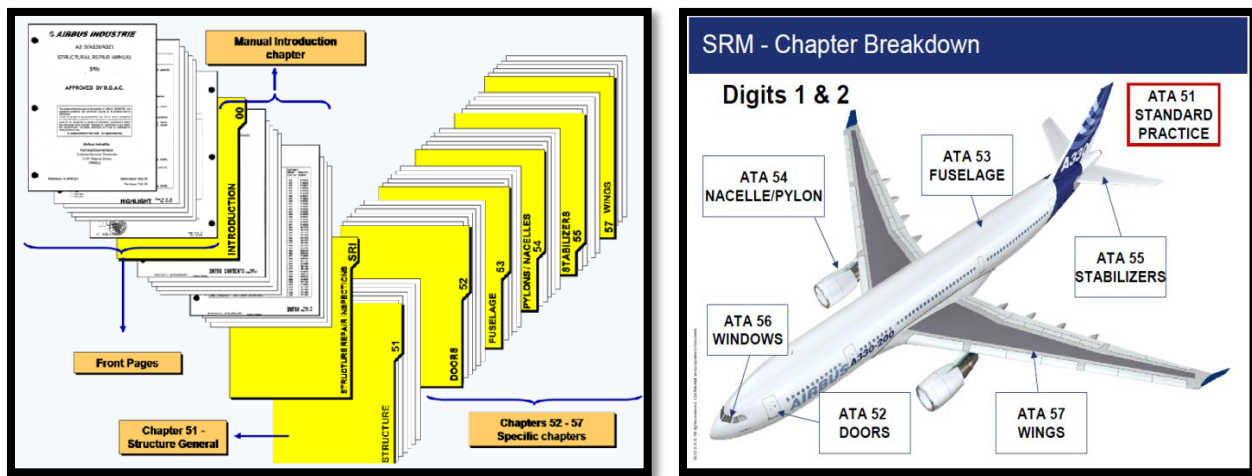 AIRBUS INDUSTRIE
STRUCTURAL REPAIR MANUAL
SRM
APPROVED BY D.G.A.C.
Airbus Industrie
HIGHLIGHT
Manual Introduction
chapter
00
INTRODUCTION
Front Pages
SRI
STRUCTURE REPAIR INSPECTIONS
51
STRUCTURE
Chapter 51 -
Structure General
52
DOORS
53
FUSELAGE
54
PYLONS / NACELLES
55
STABILIZERS
57 WINGS
Chapters 52 - 57
Specific chapters
SRM - Chapter Breakdown
Digits 1 & 2
ATA 51
STANDARD
PRACTICE
ATA 53
FUSELAGE
ATA 54
NACELLE/PYLON
A330
ATA 55
STABILIZERS
ATA 56
WINDOWS
AIRBUS A330-200
ATA 52
DOORS
ATA 57
WINGS